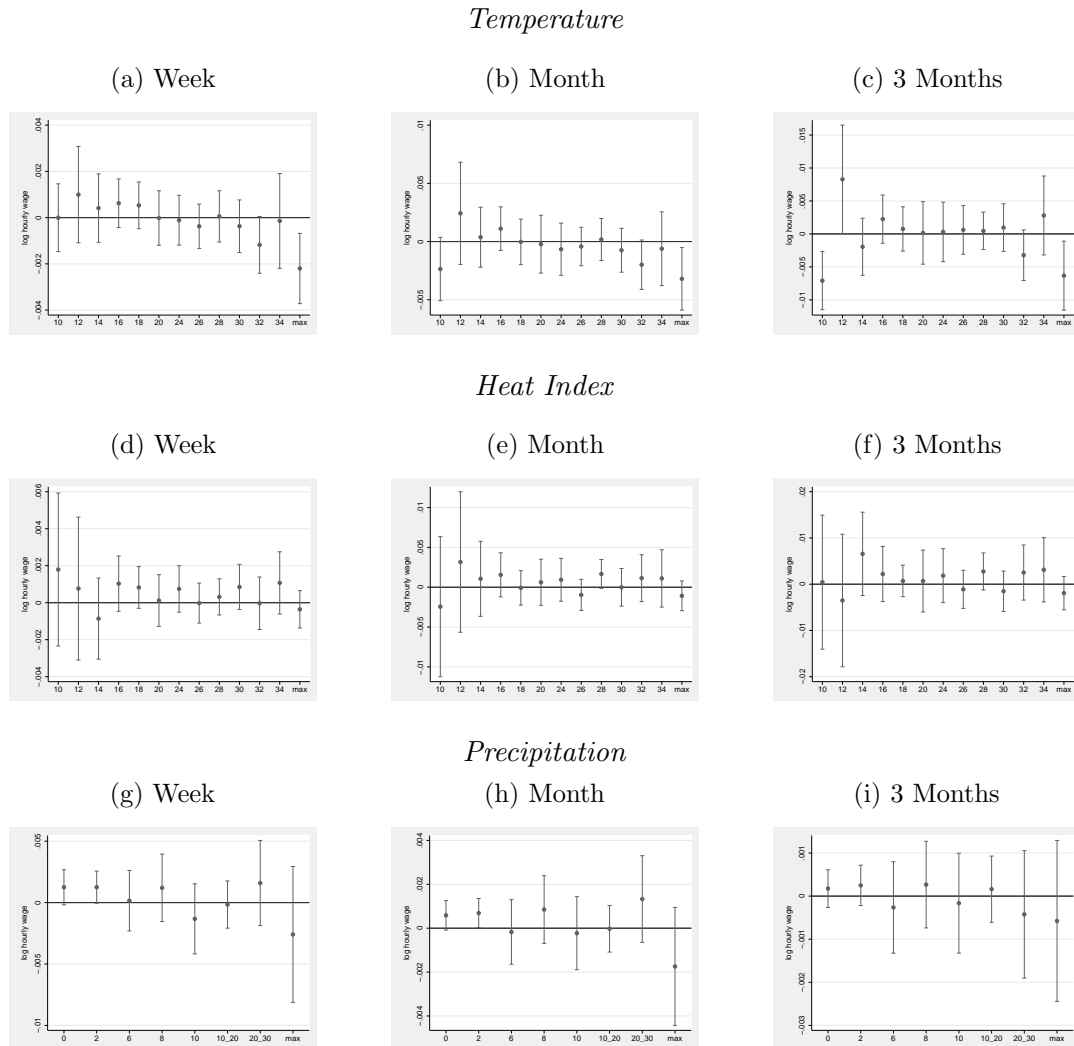 Temperature
(a) Week
(b) Month
(c) 3 Months
log hourly wage
.004
.002
0
-.002
-.004
10 12 14 16 18 20 24 26 28 30 32 34 max
log hourly wage
.01
.005
0
-.005
10 12 14 16 18 20 24 26 28 30 32 34 max
log hourly wage
.015
.01
.005
0
-.005
-.01
10 12 14 16 18 20 24 26 28 30 32 34 max
Heat Index
(d) Week
(e) Month
(f) 3 Months
log hourly wage
.006
.004
.002
0
-.002
-.004
10 12 14 16 18 20 24 26 28 30 32 34 max
log hourly wage
.01
.005
0
-.005
-.01
10 12 14 16 18 20 24 26 28 30 32 34 max
log hourly wage
.02
.01
0
-.01
-.02
10 12 14 16 18 20 24 26 28 30 32 34 max
Precipitation
(g) Week
(h) Month
(i) 3 Months
log hourly wage
.005
0
-.005
-.01
0 2 6 8 10 10_20 20_30 max
log hourly wage
.004
.002
0
-.002
-.004
0 2 6 8 10 10_20 20_30 max
log hourly wage
.001
0
-.001
-.002
-.003
0 2 6 8 10 10_20 20_30 max